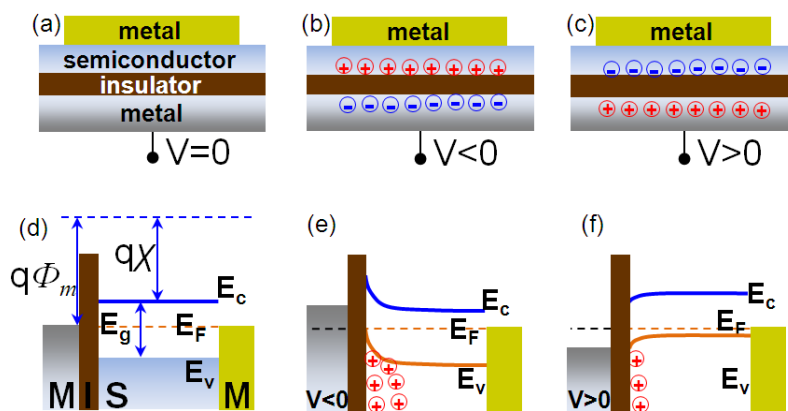 (a)
metal
semiconductor
insulator
metal
V=0
(b)
metal
+ + + + + + + +
- - - - - - - -
V<0
(c)
metal
- - - - - - - -
+ + + + + + + +
V>0
(d)
qΦm
qχ
Ec
Eg
EF
Ev
M I S M
(e)
Ec
EF
Ev
V<0
+ +
+ +
+ +
(f)
Ec
EF
Ev
V>0
+
+
+